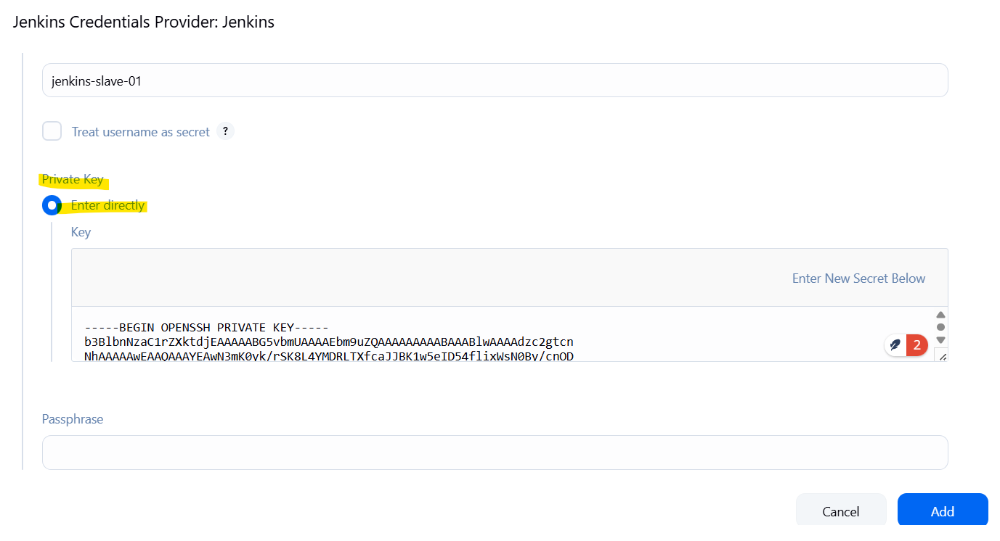 Jenkins Credentials Provider: Jenkins
jenkins-slave-01
Treat username as secret ?
Private Key
Enter directly
Key
Enter New Secret Below
-----BEGIN OPENSSH PRIVATE KEY-----
b3BlbnNzaC1rZXktdjEAAAAABG5vbmUAAAAEbm9uZQAAAAAAAAABAAABlwAAAAdzc2gtcn
NhAAAAAwEAAQAAAYEAwN3mK0yk/rSK8L4YMDRLTXfcaJJBK1w5eID54flixWsN0By/cnOD
2
Passphrase
Cancel
Add